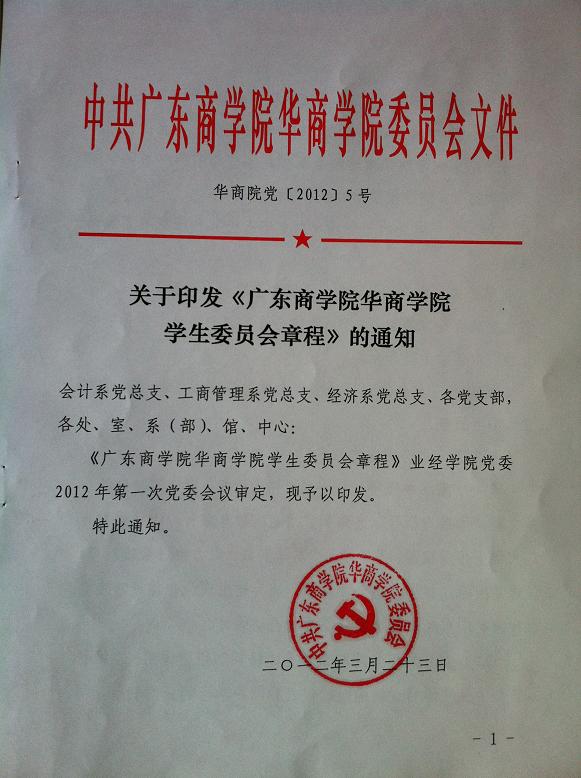 中共广东商学院华商学院委员会文件
华商院党〔2012〕5号
关于印发《广东商学院华商学院
学生委员会章程》的通知
会计系党总支、工商管理系党总支、经济系党总支、各党支部，
各处、室、系（部）、馆、中心：
《广东商学院华商学院学生委员会章程》业经学院党委
2012年第一次党委会议审定，现予以印发。
特此通知。
中共广东商学院华商学院委员会
二〇一二年三月二十三日
- 1 -